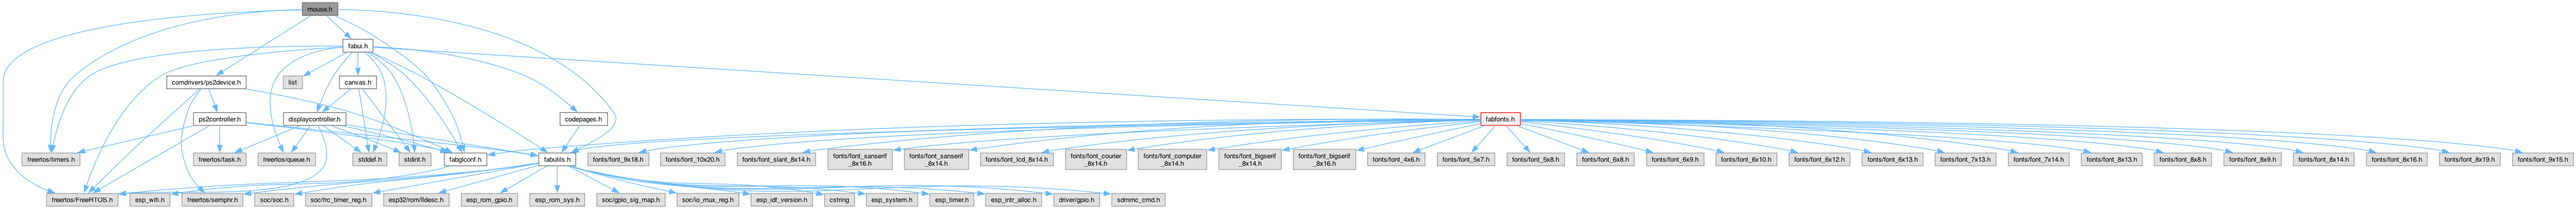 mouse.h
fabui.h
comdrivers/ps2device.h
list
canvas.h
ps2controller.h
displaycontroller.h
codepages.h
fabfonts.h
freertos/timers.h
freertos/task.h
freertos/queue.h
stddef.h
stdint.h
fabglconf.h
fabutils.h
fonts/font_9x18.h
fonts/font_10x20.h
fonts/font_slant_8x14.h
fonts/font_sanserif
_8x16.h
fonts/font_sanserif
_8x14.h
fonts/font_lcd_8x14.h
fonts/font_courier
_8x14.h
fonts/font_computer
_8x14.h
fonts/font_bigserif
_8x14.h
fonts/font_bigserif
_8x16.h
fonts/font_4x6.h
fonts/font_5x7.h
fonts/font_5x8.h
fonts/font_6x8.h
fonts/font_6x9.h
fonts/font_6x10.h
fonts/font_6x12.h
fonts/font_6x13.h
fonts/font_7x13.h
fonts/font_7x14.h
fonts/font_8x13.h
fonts/font_8x8.h
fonts/font_8x9.h
fonts/font_8x14.h
fonts/font_8x16.h
fonts/font_8x19.h
fonts/font_9x15.h
freertos/FreeRTOS.h
esp_wifi.h
freertos/semphr.h
soc/soc.h
soc/frc_timer_reg.h
esp32/rom/lldesc.h
esp_rom_gpio.h
esp_rom_sys.h
soc/gpio_sig_map.h
soc/io_mux_reg.h
esp_idf_version.h
cstring
esp_system.h
esp_timer.h
esp_intr_alloc.h
driver/gpio.h
sdmmc_cmd.h